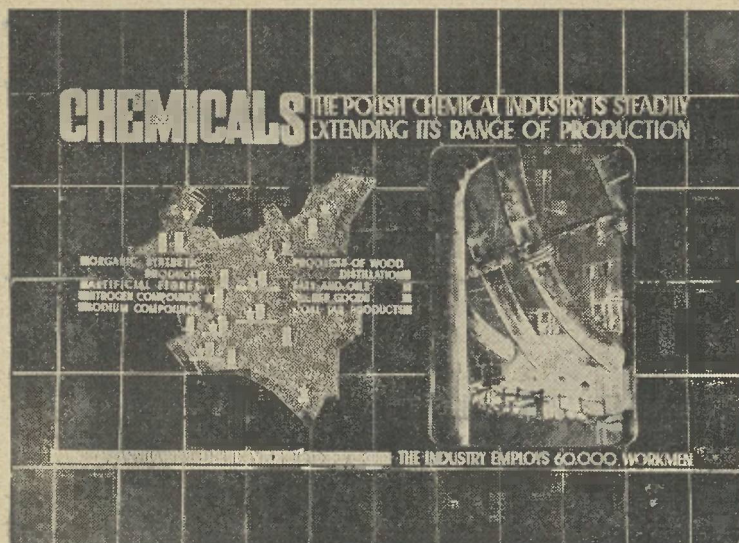 CHEMICALS
THE POLISH CHEMICAL INDUSTRY IS STEADILY
EXTENDING ITS RANGE OF PRODUCTION
INORGANIC SYNTHETIC
PRODUCTS
ARTIFICIAL FIBRES
NITROGEN COMPOUNDS
SODIUM COMPOUNDS
PRODUCTS OF WOOD
DISTILLATION
FATS AND OILS
RUBBER GOODS
COAL TAR PRODUCTS
THE INDUSTRY EMPLOYS 60.000 WORKMEN